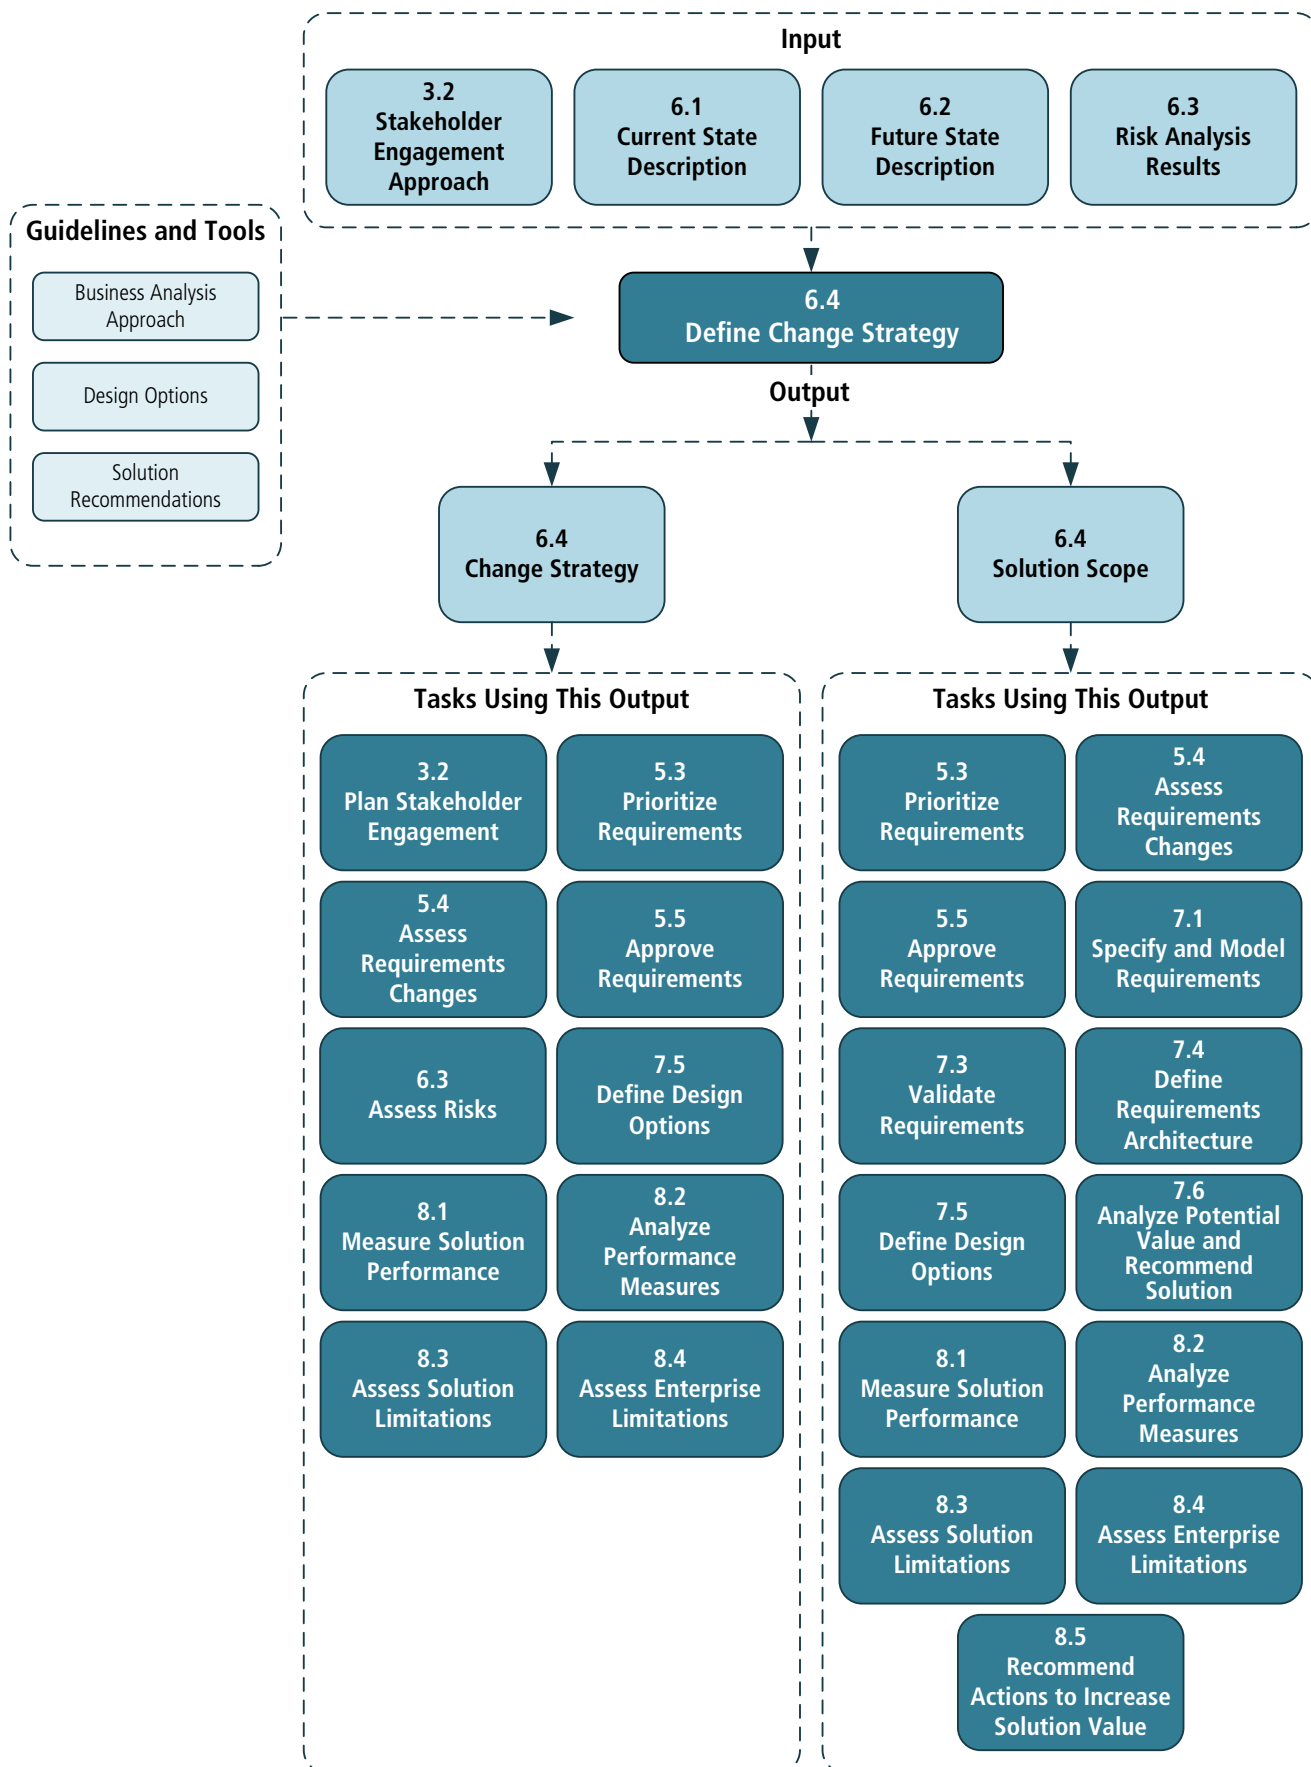 Input
3.2
Stakeholder
Engagement
Approach
6.1
Current State
Description
6.2
Future State
Description
6.3
Risk Analysis
Results
Guidelines and Tools
Business Analysis
Approach
Design Options
Solution
Recommendations
6.4
Define Change Strategy
Output
6.4
Change Strategy
6.4
Solution Scope
Tasks Using This Output
3.2
Plan Stakeholder
Engagement
5.3
Prioritize
Requirements
5.4
Assess
Requirements
Changes
5.5
Approve
Requirements
6.3
Assess Risks
7.5
Define Design
Options
8.1
Measure Solution
Performance
8.2
Analyze
Performance
Measures
8.3
Assess Solution
Limitations
8.4
Assess Enterprise
Limitations
Tasks Using This Output
5.3
Prioritize
Requirements
5.4
Assess
Requirements
Changes
5.5
Approve
Requirements
7.1
Specify and Model
Requirements
7.3
Validate
Requirements
7.4
Define
Requirements
Architecture
7.5
Define Design
Options
7.6
Analyze Potential
Value and
Recommend
Solution
8.1
Measure Solution
Performance
8.2
Analyze
Performance
Measures
8.3
Assess Solution
Limitations
8.4
Assess Enterprise
Limitations
8.5
Recommend
Actions to Increase
Solution Value